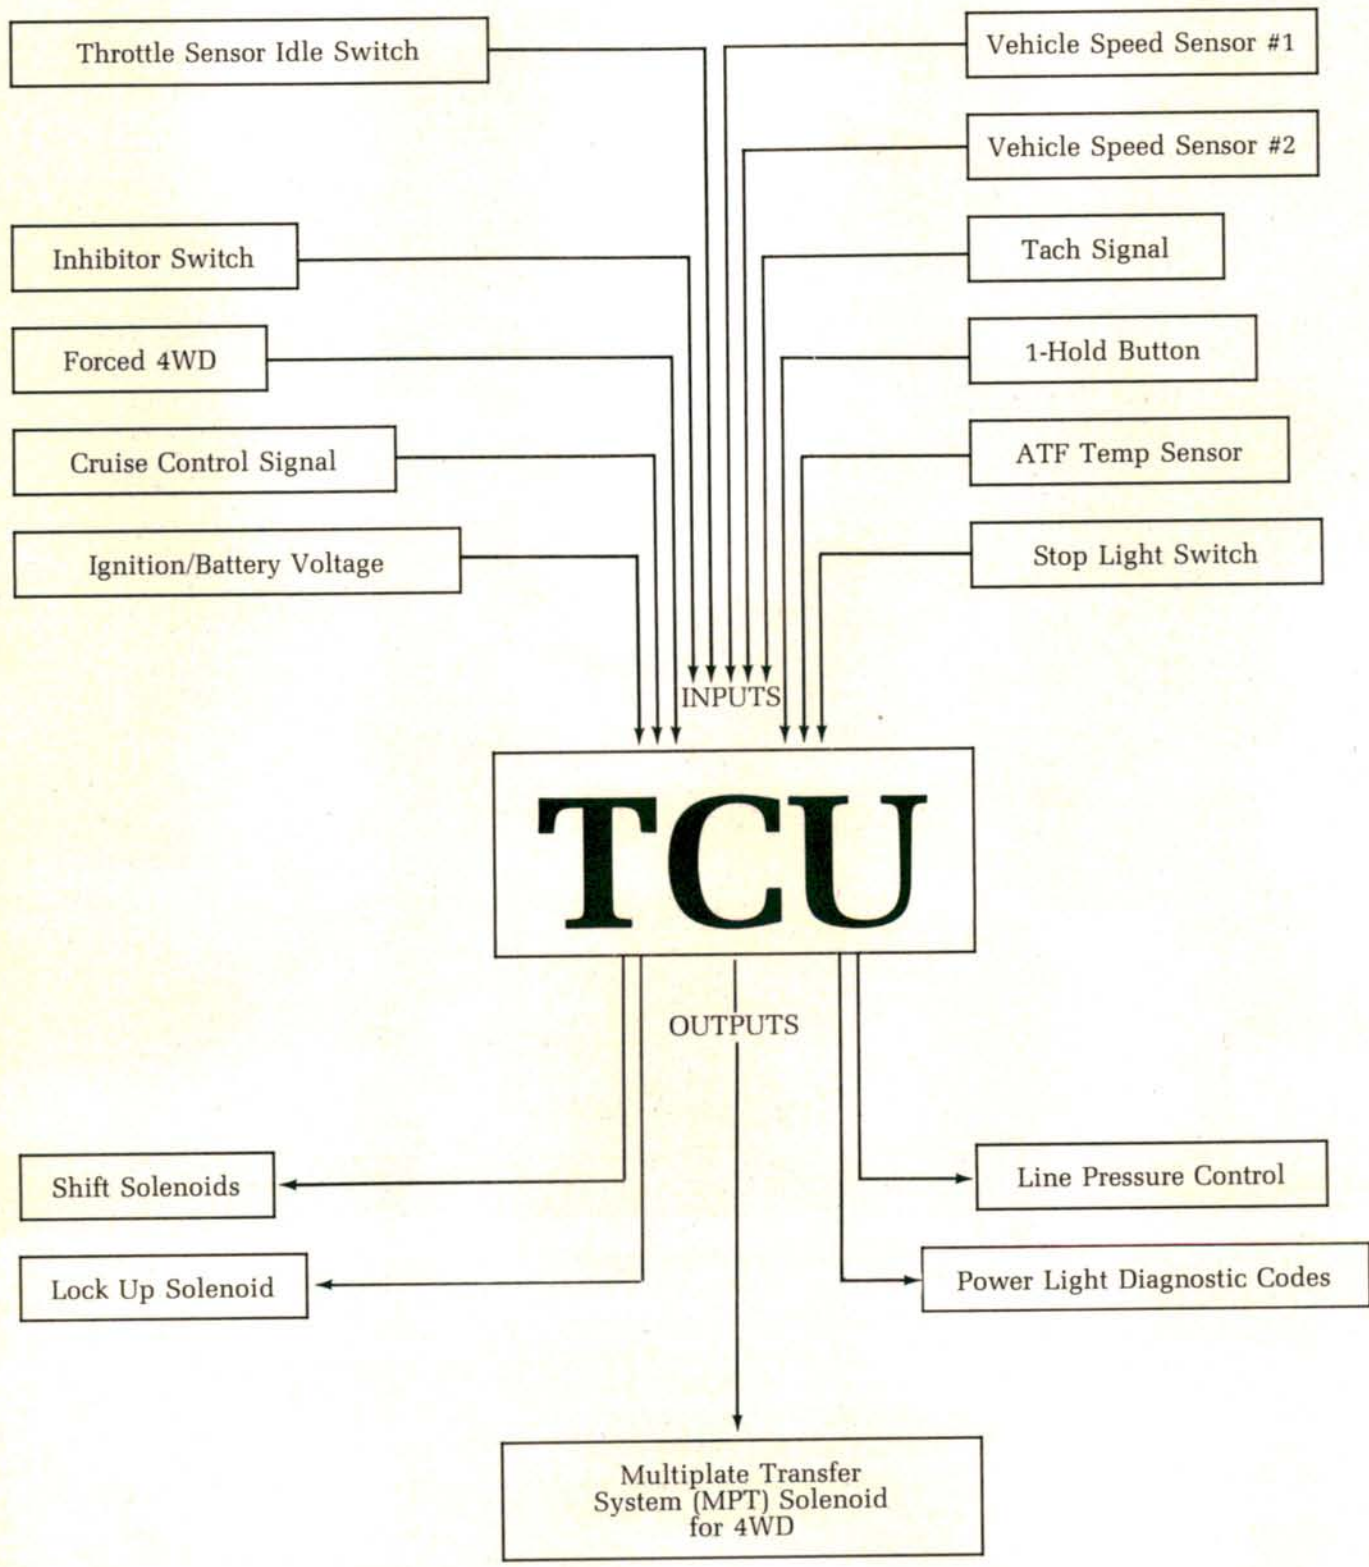 Throttle Sensor Idle Switch
Vehicle Speed Sensor #1
Vehicle Speed Sensor #2
Inhibitor Switch
Tach Signal
Forced 4WD
1-Hold Button
Cruise Control Signal
ATF Temp Sensor
Ignition/Battery Voltage
Stop Light Switch
INPUTS
TCU
OUTPUTS
Shift Solenoids
Line Pressure Control
Lock Up Solenoid
Power Light Diagnostic Codes
Multiplate Transfer
System (MPT) Solenoid
for 4WD